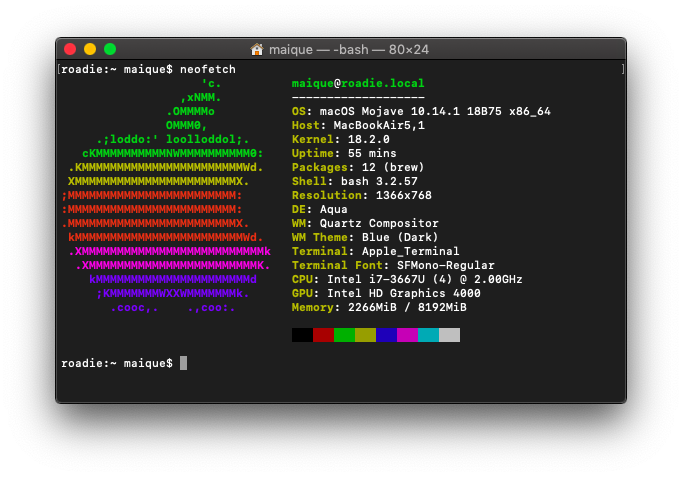 maique — -bash — 80×24
[roadie:~ maique$ neofetch ]
'c. maique@roadie.local
,xNMM. -------------------
.OMMMMo OS: macOS Mojave 10.14.1 18B75 x86_64
OMMM0, Host: MacBookAir5,1
.;loddo:' loolloddol;. Kernel: 18.2.0
cKMMMMMMMMMMNWMMMMMMMMMM0: Uptime: 55 mins
.KMMMMMMMMMMMMMMMMMMMMMMMWd. Packages: 12 (brew)
XMMMMMMMMMMMMMMMMMMMMMMMX. Shell: bash 3.2.57
;MMMMMMMMMMMMMMMMMMMMMMMM: Resolution: 1366x768
:MMMMMMMMMMMMMMMMMMMMMMMM: DE: Aqua
.MMMMMMMMMMMMMMMMMMMMMMMMX. WM: Quartz Compositor
kMMMMMMMMMMMMMMMMMMMMMMMMWd. WM Theme: Blue (Dark)
.XMMMMMMMMMMMMMMMMMMMMMMMMMMk Terminal: Apple_Terminal
.XMMMMMMMMMMMMMMMMMMMMMMMMK. Terminal Font: SFMono-Regular
kMMMMMMMMMMMMMMMMMMMMMMd CPU: Intel i7-3667U (4) @ 2.00GHz
;KMMMMMMMWXXWMMMMMMMk. GPU: Intel HD Graphics 4000
.cooc,. .,coo:. Memory: 2266MiB / 8192MiB
roadie:~ maique$